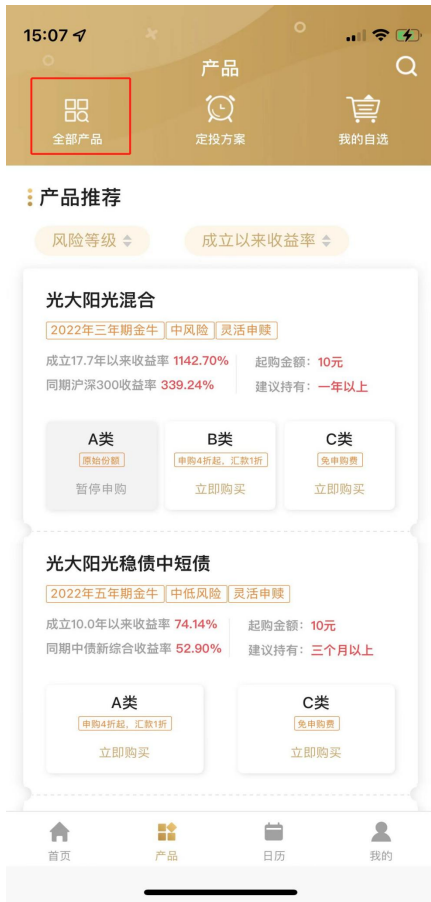 15:07
产品
全部产品
定投方案
我的自选
产品推荐
风险等级
成立以来收益率
光大阳光混合
2022年三年期金牛 中风险 灵活申赎
成立17.7年以来收益率 1142.70% 起购金额：10元
同期沪深300收益率 339.24% 建议持有：一年以上
A类 B类 C类
原始份额 申购4折起，汇款1折 免申购费
暂停申购 立即购买 立即购买
光大阳光稳债中短债
2022年五年期金牛 中低风险 灵活申赎
成立10.0年以来收益率 74.14% 起购金额：10元
同期中债新综合收益率 52.90% 建议持有：三个月以上
A类 C类
申购4折起，汇款1折 免申购费
立即购买 立即购买
首页 产品 日历 我的